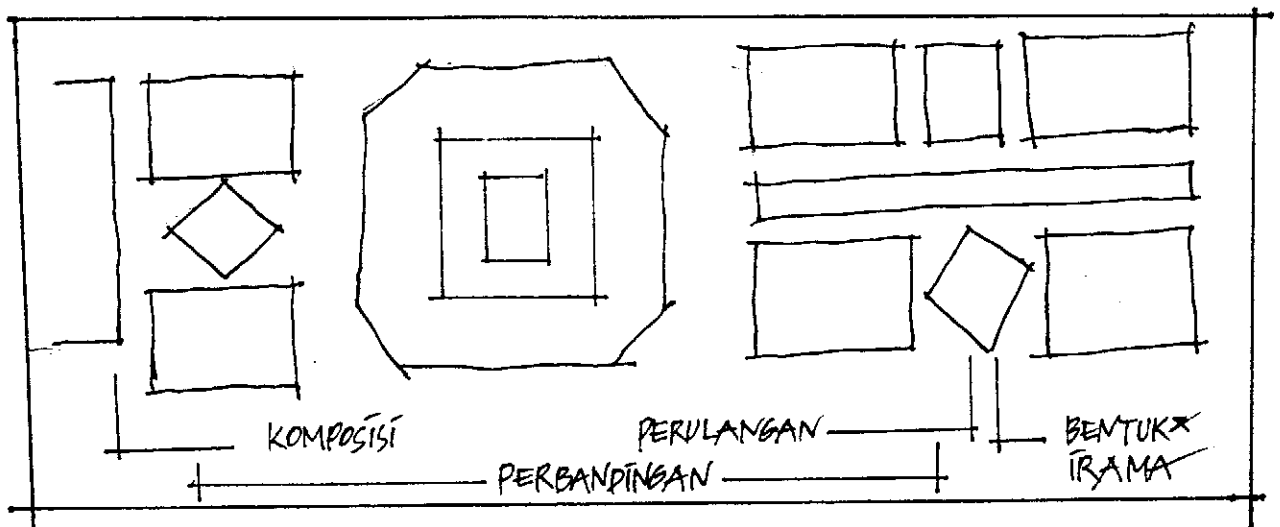 KOMPOSISI
PERULANGAN
BENTUK
IRAMA
PERBANDINGAN